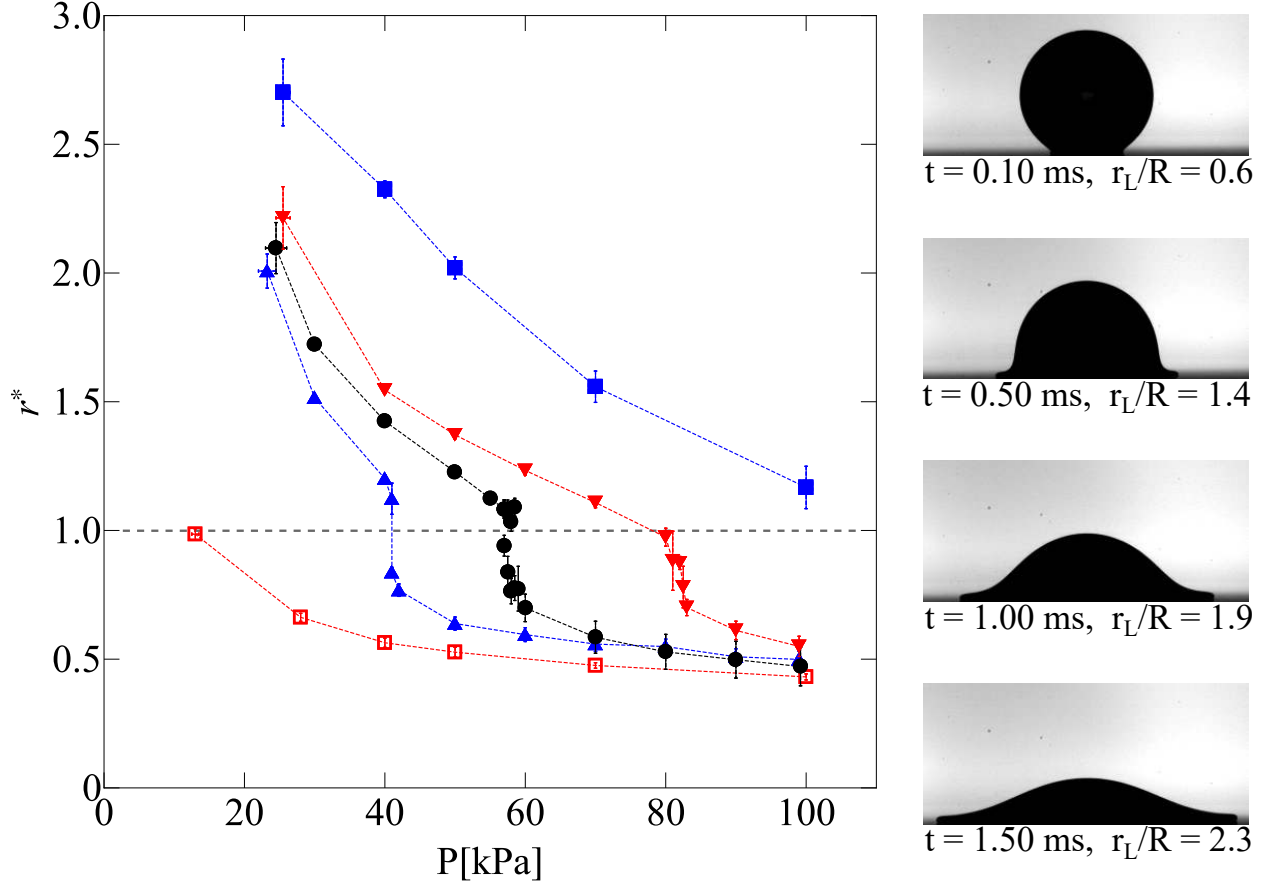 3.0
2.5
2.0
1.5
1.0
0.5
0
r*
0 20 40 60 80 100
P[kPa]
t = 0.10 ms, r_L/R = 0.6
t = 0.50 ms, r_L/R = 1.4
t = 1.00 ms, r_L/R = 1.9
t = 1.50 ms, r_L/R = 2.3